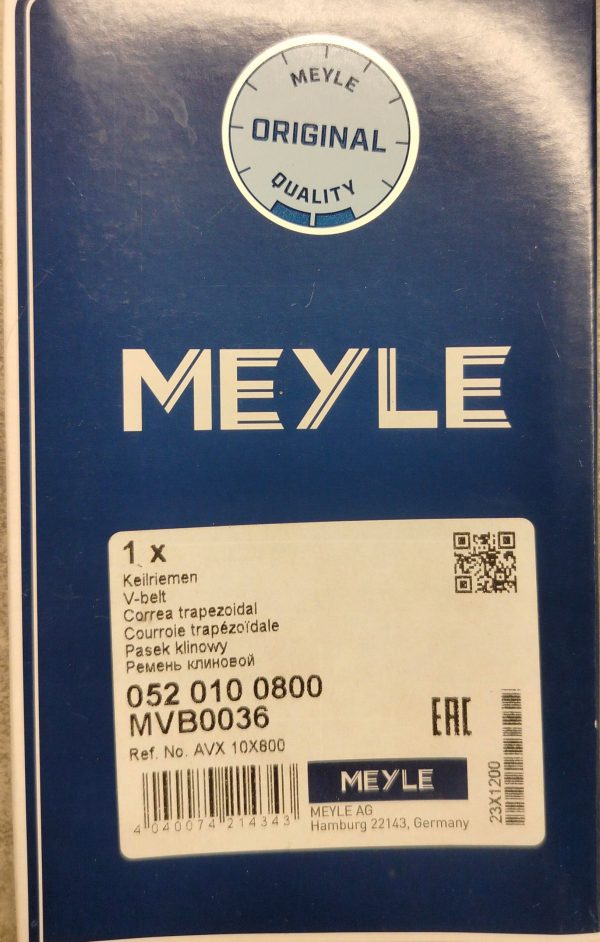 MEYLE
ORIGINAL
QUALITY
MEYLE
1 x
Keilriemen
V-belt
Correa trapezoidal
Courroie trapézoïdale
Pasek klinowy
Ремень клиновой
052 010 0800
MVB0036
Ref. No. AVX 10X800
EAC
MEYLE
MEYLE AG
Hamburg 22143, Germany
4 040074 214343
23X1200